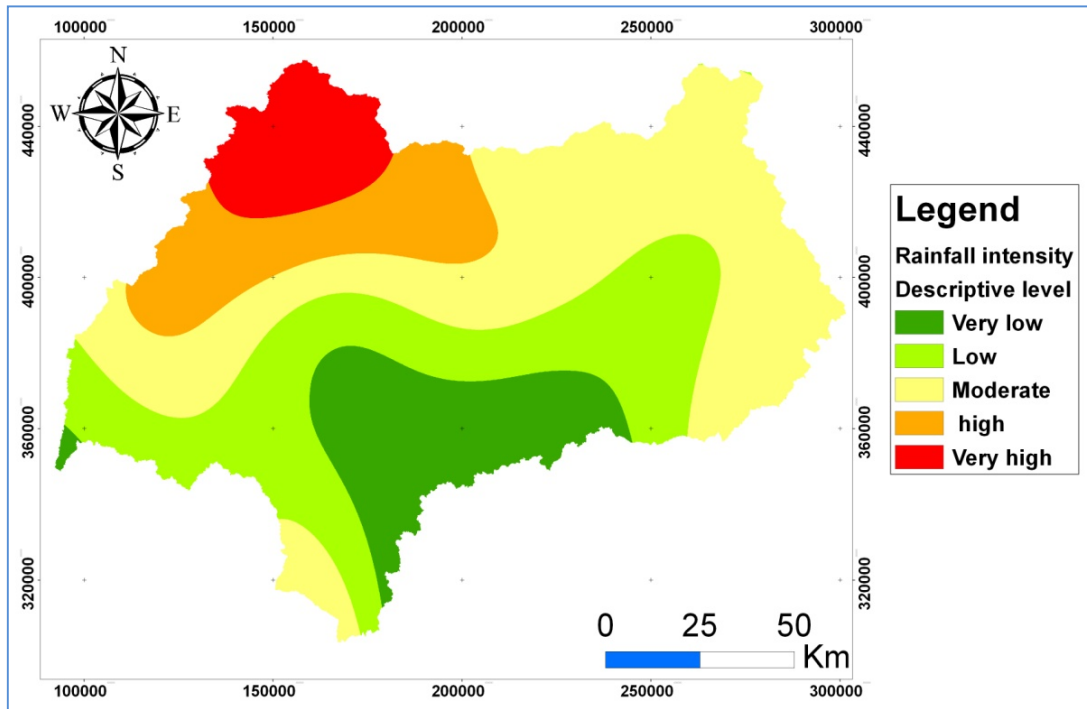 100000 150000 200000 250000 300000
N
W E
S
440000 440000
400000 400000
360000 360000
320000 320000
Legend
Rainfall intensity
Descriptive level
Very low
Low
Moderate
high
Very high
0 25 50
Km
100000 150000 200000 250000 300000